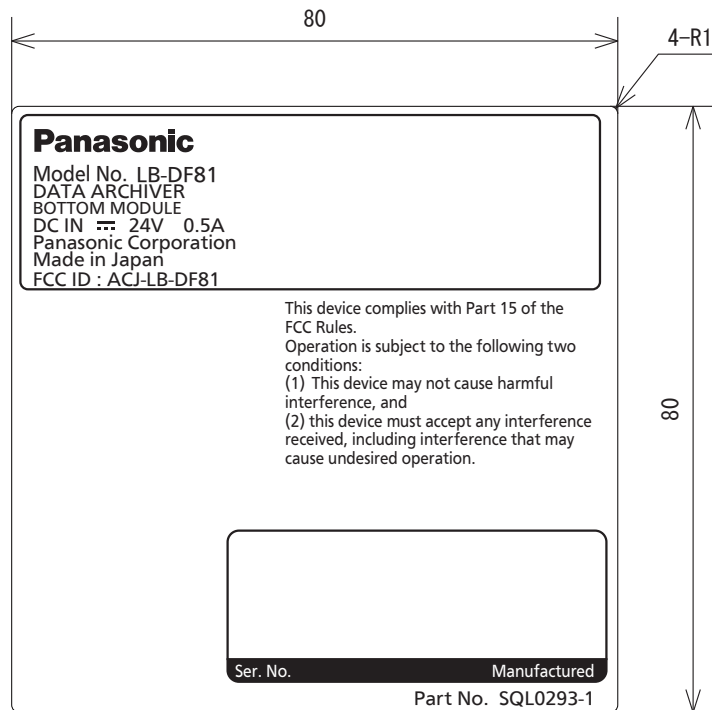 80
4-R1
Panasonic
Model No. LB-DF81
DATA ARCHIVER
BOTTOM MODULE
DC IN ⎓ 24V 0.5A
Panasonic Corporation
Made in Japan
FCC ID : ACJ-LB-DF81
This device complies with Part 15 of the
FCC Rules.
Operation is subject to the following two
conditions:
(1) This device may not cause harmful
interference, and
(2) this device must accept any interference
received, including interference that may
cause undesired operation.
80
Ser. No. Manufactured
Part No. SQL0293-1